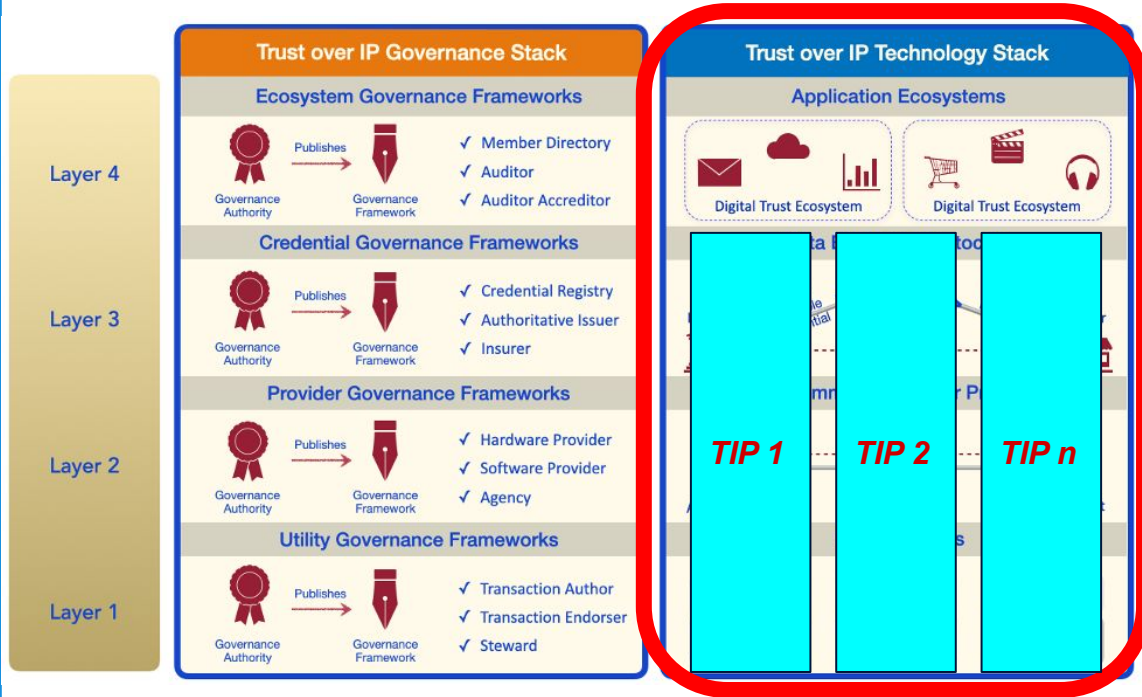 Trust over IP Governance Stack
Trust over IP Technology Stack
Layer 4
Ecosystem Governance Frameworks
Publishes
Governance Authority
Governance Framework
✓ Member Directory
✓ Auditor
✓ Auditor Accreditor
Application Ecosystems
Digital Trust Ecosystem
Digital Trust Ecosystem
Layer 3
Credential Governance Frameworks
Publishes
Governance Authority
Governance Framework
✓ Credential Registry
✓ Authoritative Issuer
✓ Insurer
Layer 2
Provider Governance Frameworks
Publishes
Governance Authority
Governance Framework
✓ Hardware Provider
✓ Software Provider
✓ Agency
TIP 1
TIP 2
TIP n
Layer 1
Utility Governance Frameworks
Publishes
Governance Authority
Governance Framework
✓ Transaction Author
✓ Transaction Endorser
✓ Steward